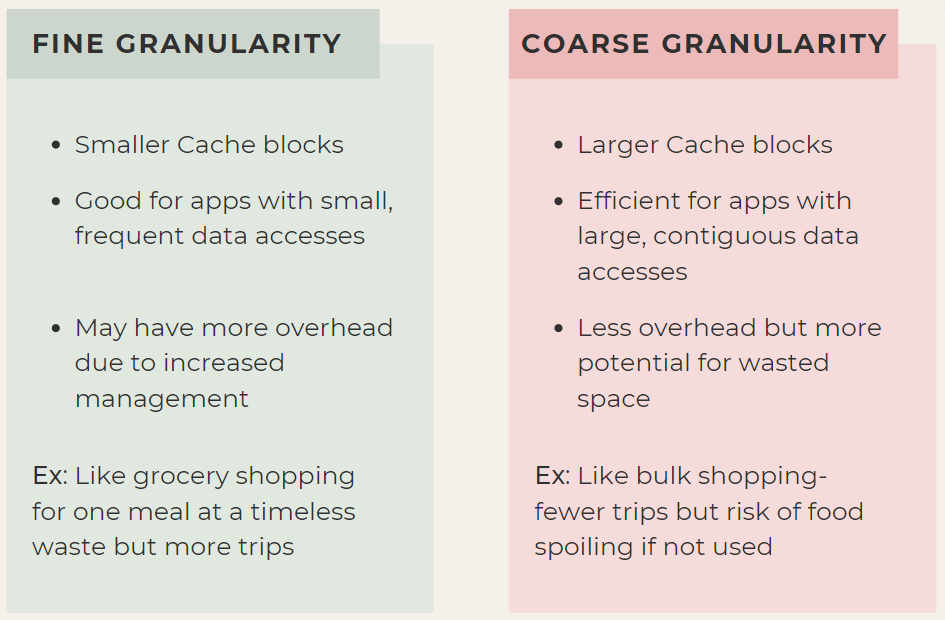 FINE GRANULARITY
• Smaller Cache blocks
• Good for apps with small,
frequent data accesses
• May have more overhead
due to increased
management
Ex: Like grocery shopping
for one meal at a timeless
waste but more trips
COARSE GRANULARITY
• Larger Cache blocks
• Efficient for apps with
large, contiguous data
accesses
• Less overhead but more
potential for wasted
space
Ex: Like bulk shopping-
fewer trips but risk of food
spoiling if not used